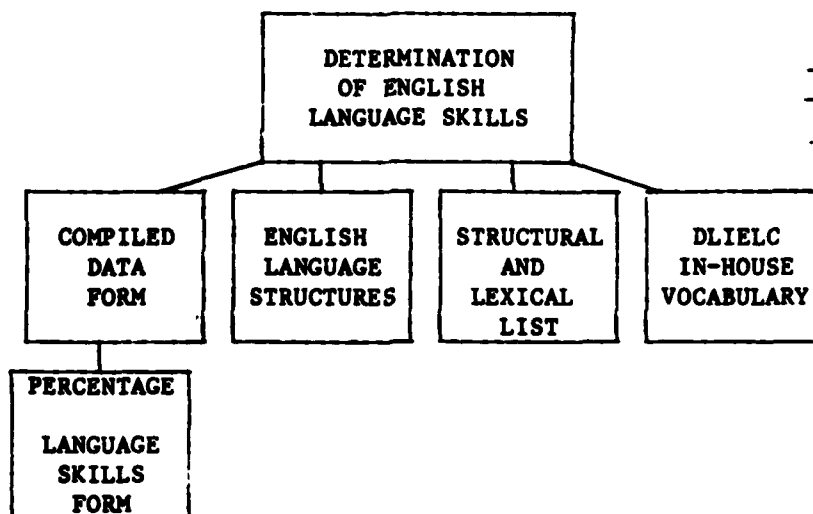 DETERMINATION
OF ENGLISH
LANGUAGE SKILLS
COMPILED
DATA
FORM
ENGLISH
LANGUAGE
STRUCTURES
STRUCTURAL
AND
LEXICAL
LIST
DLIELC
IN-HOUSE
VOCABULARY
PERCENTAGE
LANGUAGE
SKILLS
FORM